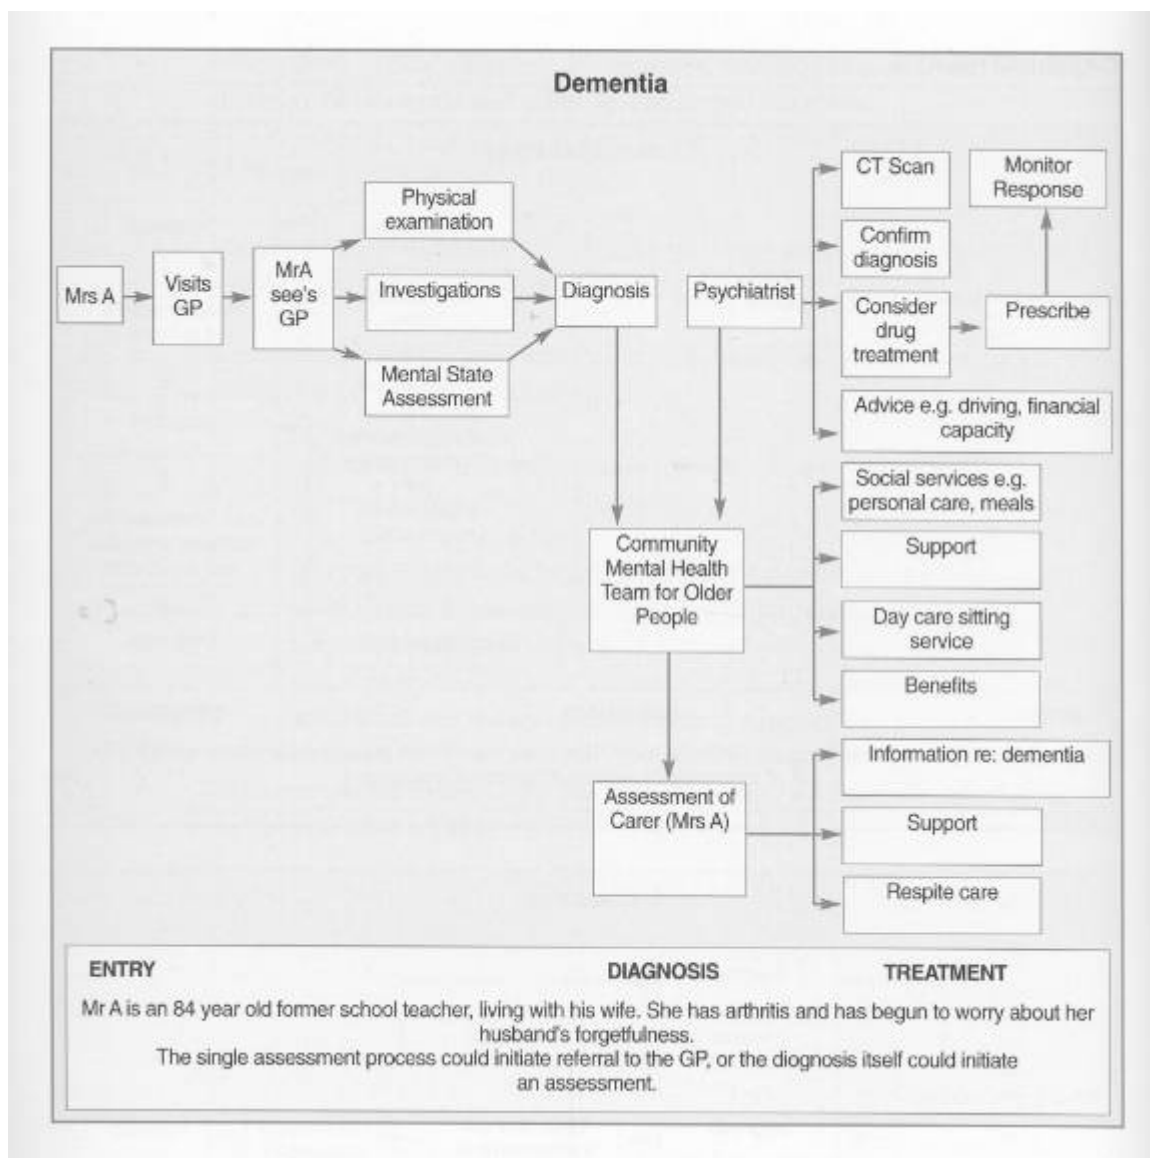 Dementia
Mrs A
Visits
GP
MrA
see's
GP
Physical
examination
Investigations
Mental State
Assessment
Diagnosis
Psychiatrist
CT Scan
Confirm
diagnosis
Consider
drug
treatment
Prescribe
Monitor
Response
Advice e.g. driving, financial
capacity
Community
Mental Health
Team for Older
People
Social services e.g.
personal care, meals
Support
Day care sitting
service
Benefits
Assessment of
Carer (Mrs A)
Information re: dementia
Support
Respite care
ENTRY DIAGNOSIS TREATMENT
Mr A is an 84 year old former school teacher, living with his wife. She has arthritis and has begun to worry about her
husband's forgetfulness.
The single assessment process could initiate referral to the GP, or the diognosis itself could initiate
an assessment.